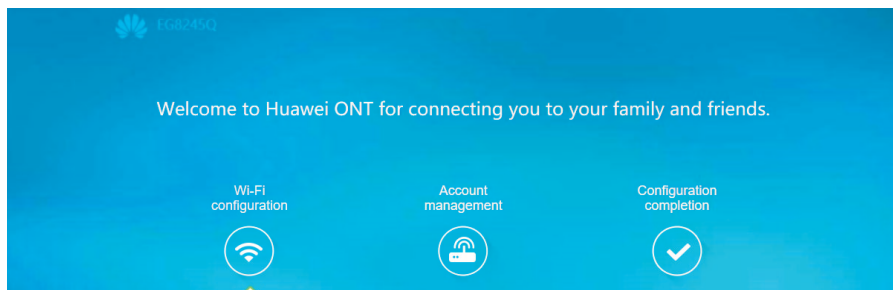 EG8245Q
Welcome to Huawei ONT for connecting you to your family and friends.
Wi-Fi
configuration
Account
management
Configuration
completion